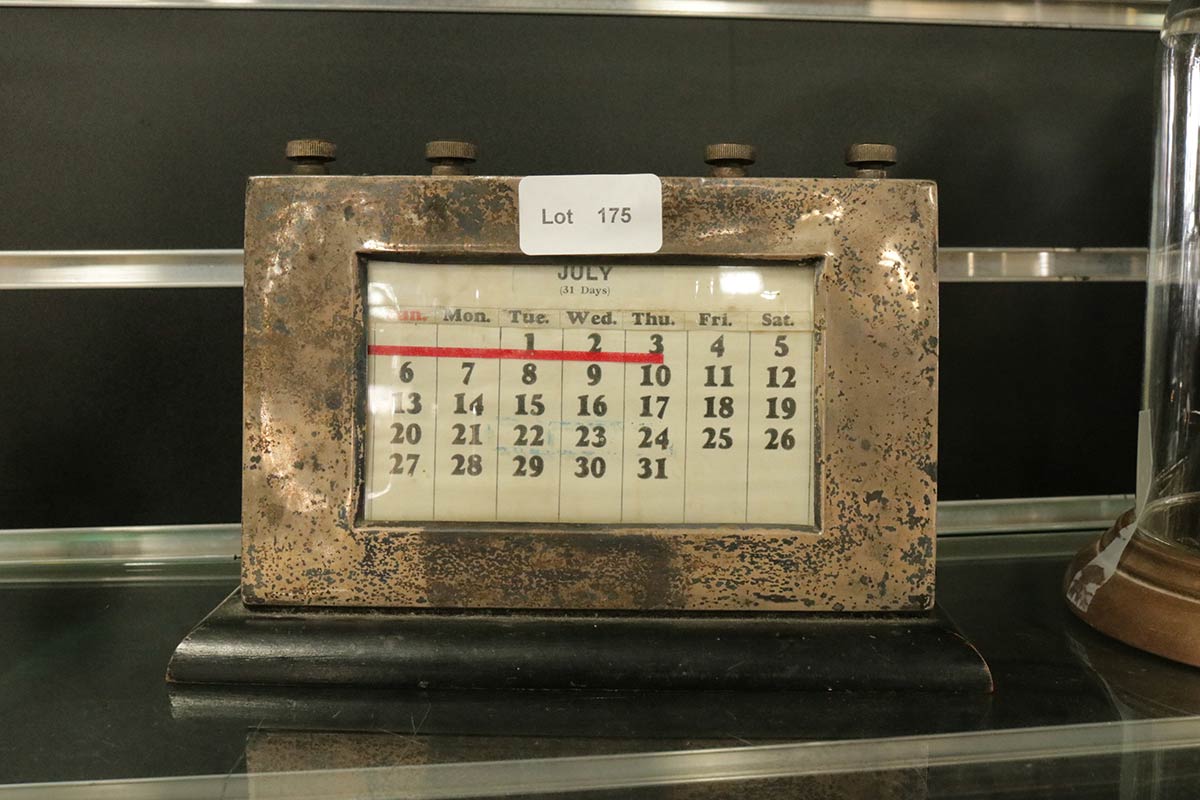 Lot 175
JULY
(31 Days)
Sun. Mon. Tue. Wed. Thu. Fri. Sat.
1 2 3 4 5
6 7 8 9 10 11 12
13 14 15 16 17 18 19
20 21 22 23 24 25 26
27 28 29 30 31